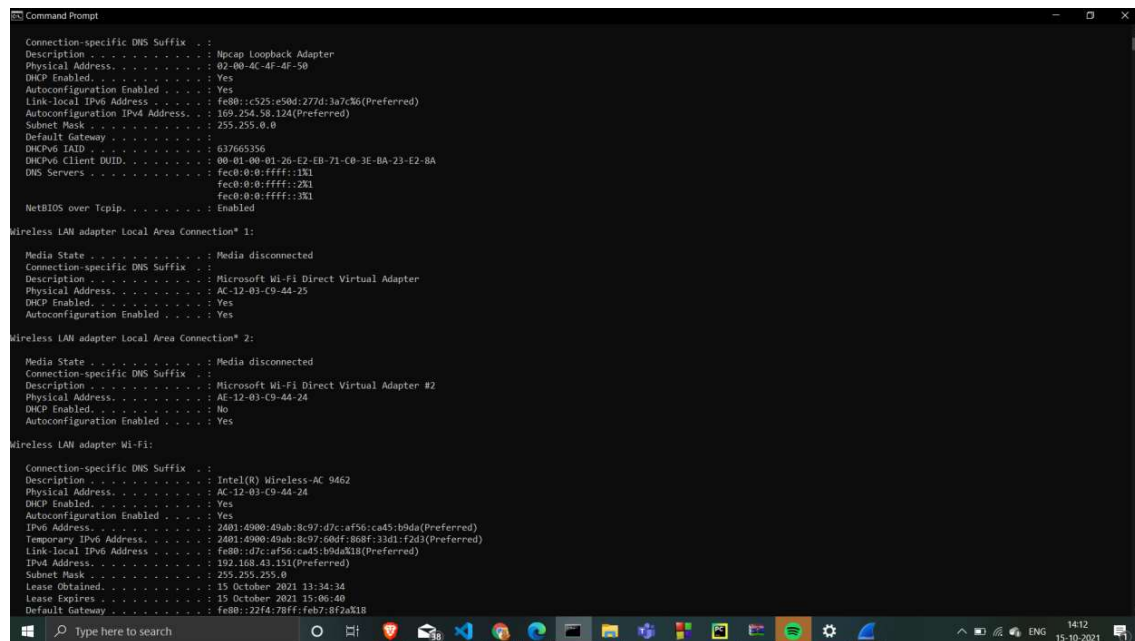 Command Prompt
Connection-specific DNS Suffix . :
Description . . . . . . . . . . . : Npcap Loopback Adapter
Physical Address. . . . . . . . . : 02-00-4C-4F-4F-50
DHCP Enabled. . . . . . . . . . . : Yes
Autoconfiguration Enabled . . . . : Yes
Link-local IPv6 Address . . . . . : fe80::c525:e50d:277d:3a7c%6(Preferred)
Autoconfiguration IPv4 Address. . : 169.254.58.124(Preferred)
Subnet Mask . . . . . . . . . . . : 255.255.0.0
Default Gateway . . . . . . . . . :
DHCPv6 IAID . . . . . . . . . . . : 637665356
DHCPv6 Client DUID. . . . . . . . : 00-01-00-01-26-E2-EB-71-C0-3E-BA-23-E2-8A
DNS Servers . . . . . . . . . . . : fec0:0:0:ffff::1%1
fec0:0:0:ffff::2%1
fec0:0:0:ffff::3%1
NetBIOS over Tcpip. . . . . . . . : Enabled
Wireless LAN adapter Local Area Connection* 1:
Media State . . . . . . . . . . . : Media disconnected
Connection-specific DNS Suffix . :
Description . . . . . . . . . . . : Microsoft Wi-Fi Direct Virtual Adapter
Physical Address. . . . . . . . . : AC-12-03-C9-44-25
DHCP Enabled. . . . . . . . . . . : Yes
Autoconfiguration Enabled . . . . : Yes
Wireless LAN adapter Local Area Connection* 2:
Media State . . . . . . . . . . . : Media disconnected
Connection-specific DNS Suffix . :
Description . . . . . . . . . . . : Microsoft Wi-Fi Direct Virtual Adapter #2
Physical Address. . . . . . . . . : AE-12-03-C9-44-24
DHCP Enabled. . . . . . . . . . . : No
Autoconfiguration Enabled . . . . : Yes
Wireless LAN adapter Wi-Fi:
Connection-specific DNS Suffix . :
Description . . . . . . . . . . . : Intel(R) Wireless-AC 9462
Physical Address. . . . . . . . . : AC-12-03-C9-44-24
DHCP Enabled. . . . . . . . . . . : Yes
Autoconfiguration Enabled . . . . : Yes
IPv6 Address. . . . . . . . . . . : 2401:4900:49ab:8c97:d7c:af56:ca45:b9da(Preferred)
Temporary IPv6 Address. . . . . . : 2401:4900:49ab:8c97:60df:868f:33d1:f2d3(Preferred)
Link-local IPv6 Address . . . . . : fe80::d7c:af56:ca45:b9da%18(Preferred)
IPv4 Address. . . . . . . . . . . : 192.168.43.151(Preferred)
Subnet Mask . . . . . . . . . . . : 255.255.255.0
Lease Obtained. . . . . . . . . . : 15 October 2021 13:34:34
Lease Expires . . . . . . . . . . : 15 October 2021 15:06:40
Default Gateway . . . . . . . . . : fe80::22f4:78ff:feb7:8f2a%18
Type here to search
38
ENG
14:12
15-10-2021